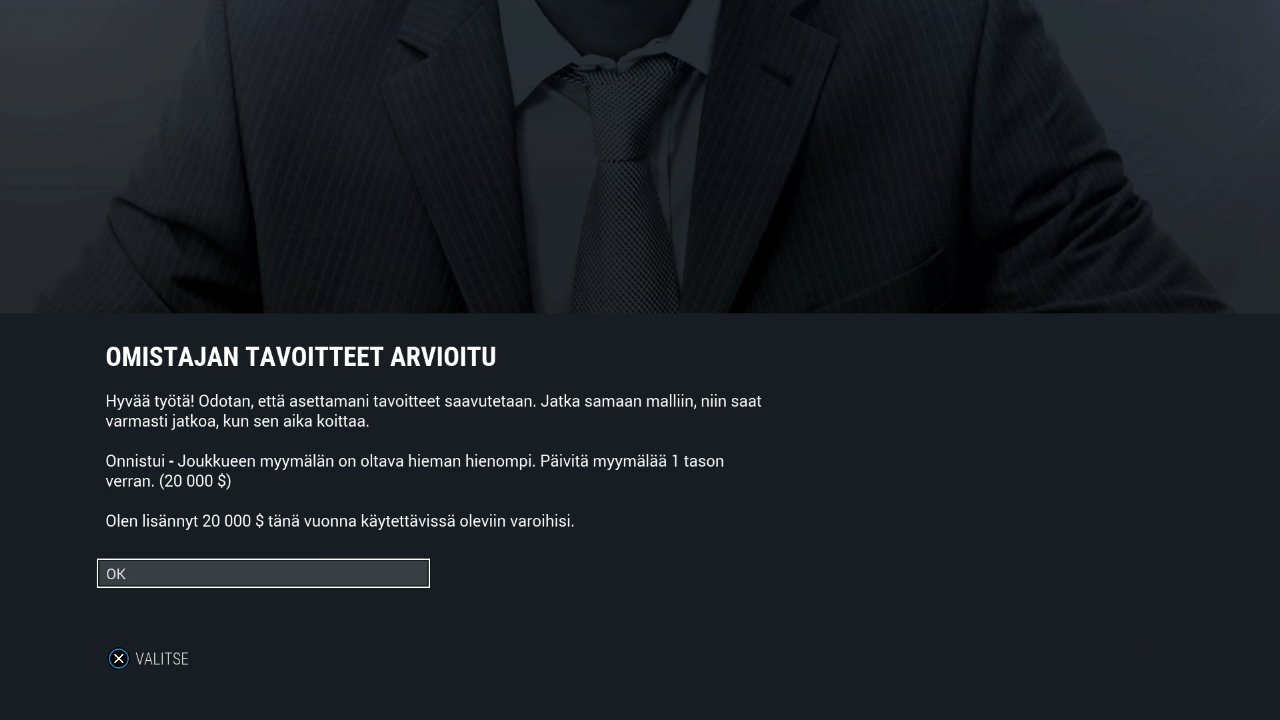 OMISTAJAN TAVOITTEET ARVIOITU
Hyvää työtä! Odotan, että asettamani tavoitteet saavutetaan. Jatka samaan malliin, niin saat
varmasti jatkoa, kun sen aika koittaa.
Onnistui - Joukkueen myymälän on oltava hieman hienompi. Päivitä myymälää 1 tason
verran. (20 000 $)
Olen lisännyt 20 000 $ tänä vuonna käytettävissä oleviin varoihisi.
OK
VALITSE